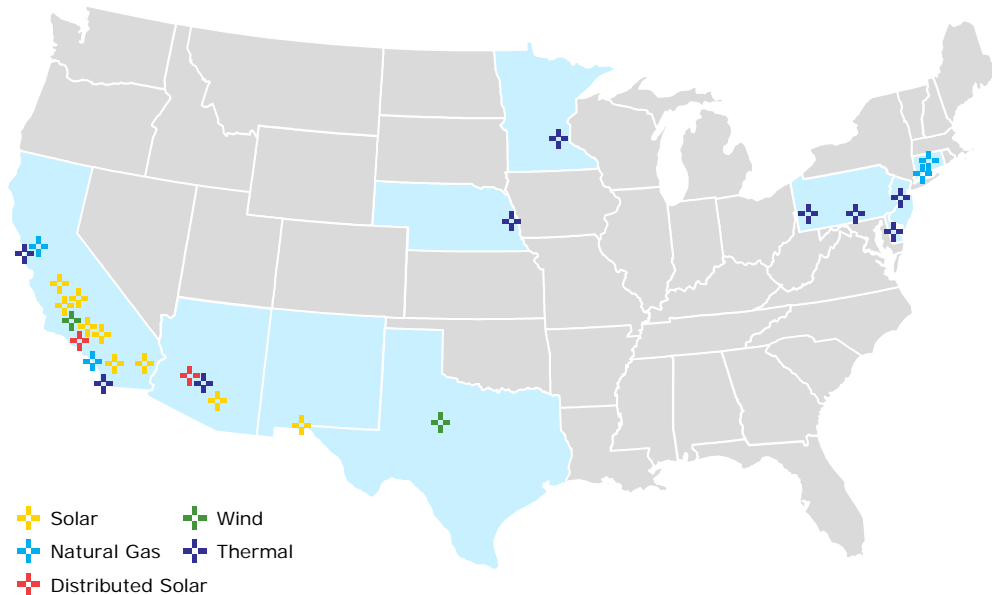 Solar
Wind
Natural Gas
Thermal
Distributed Solar